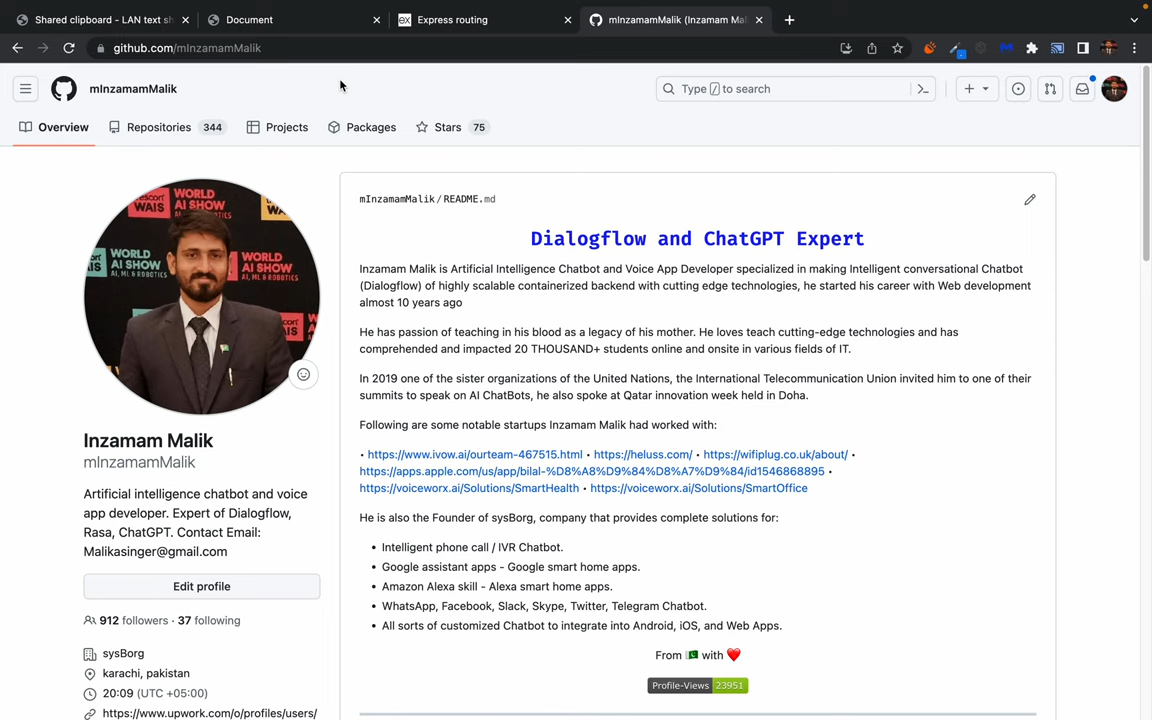 Shared clipboard - LAN text sh
Document
Express routing
mInzamamMalik (Inzamam Mal
github.com/mInzamamMalik
mInzamamMalik
Type / to search
Overview
Repositories 344
Projects
Packages
Stars 75
mInzamamMalik/README.md
WORLD AI SHOW
Dialogflow and ChatGPT Expert
Inzamam Malik is Artificial Intelligence Chatbot and Voice App Developer specialized in making Intelligent conversational Chatbot
(Dialogflow) of highly scalable containerized backend with cutting edge technologies, he started his career with Web development
almost 10 years ago
He has passion of teaching in his blood as a legacy of his mother. He loves teach cutting-edge technologies and has
comprehended and impacted 20 THOUSAND+ students online and onsite in various fields of IT.
In 2019 one of the sister organizations of the United Nations, the International Telecommunication Union invited him to one of their
summits to speak on AI ChatBots, he also spoke at Qatar innovation week held in Doha.
Following are some notable startups Inzamam Malik had worked with:
• https://www.ivow.ai/ourteam-467515.html • https://heluss.com/ • https://wifiplug.co.uk/about/ •
https://apps.apple.com/us/app/bilal-%D8%A8%D9%84%D8%A7%D9%84/id1546868895 •
https://voiceworx.ai/Solutions/SmartHealth • https://voiceworx.ai/Solutions/SmartOffice
He is also the Founder of sysBorg, company that provides complete solutions for:
• Intelligent phone call / IVR Chatbot.
• Google assistant apps - Google smart home apps.
• Amazon Alexa skill - Alexa smart home apps.
• WhatsApp, Facebook, Slack, Skype, Twitter, Telegram Chatbot.
• All sorts of customized Chatbot to integrate into Android, iOS, and Web Apps.
From 🇵🇰 with ❤️
Profile-Views 23951
Inzamam Malik
mInzamamMalik
Artificial intelligence chatbot and voice
app developer. Expert of Dialogflow,
Rasa, ChatGPT. Contact Email:
Malikasinger@gmail.com
Edit profile
912 followers · 37 following
sysBorg
karachi, pakistan
20:09 (UTC +05:00)
https://www.upwork.com/o/profiles/users/